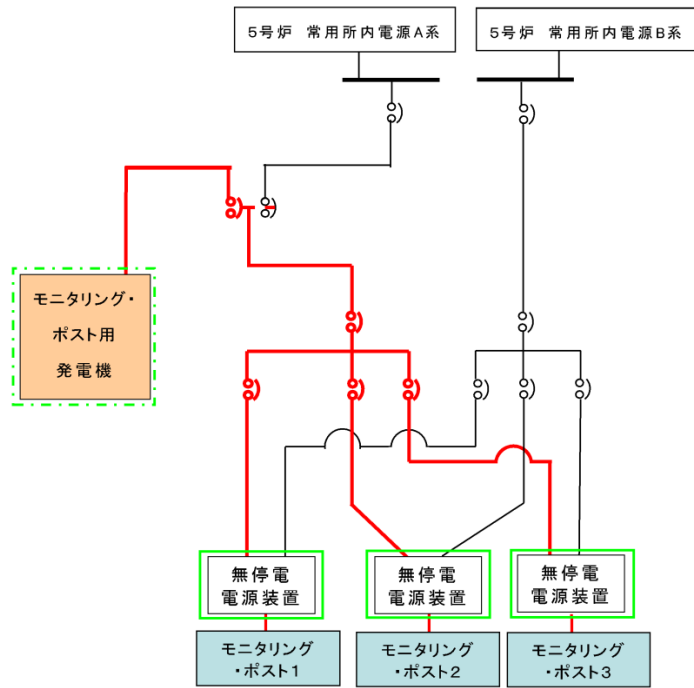 5号炉 常用所内電源A系
5号炉 常用所内電源B系
モニタリング・
ポスト用
発電機
無停電
電源装置
無停電
電源装置
無停電
電源装置
モニタリング
・ポスト1
モニタリング
・ポスト2
モニタリング
・ポスト3